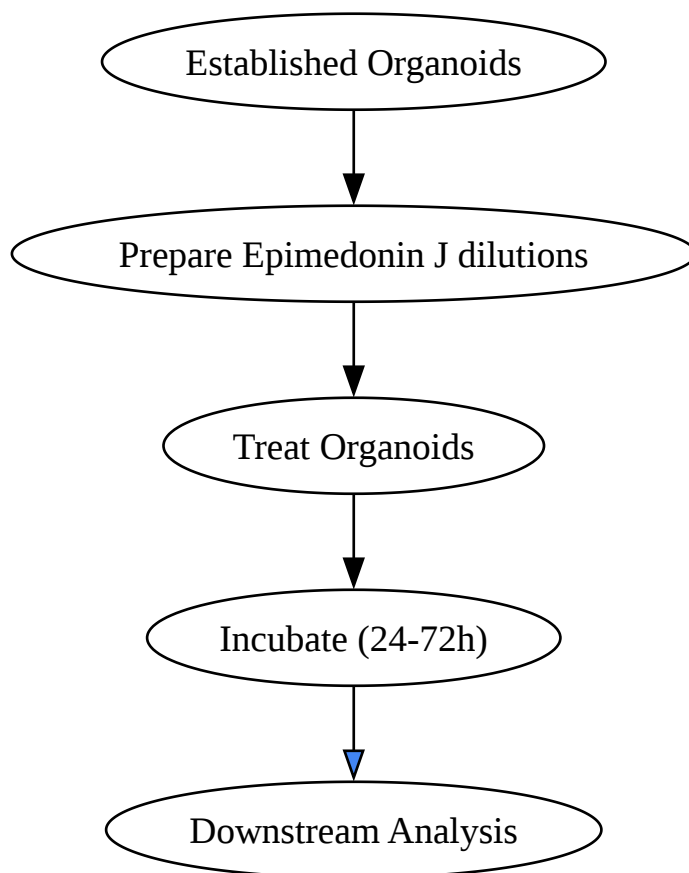 Established Organoids
Prepare Epimedonin J dilutions
Treat Organoids
Incubate (24-72h)
Downstream Analysis